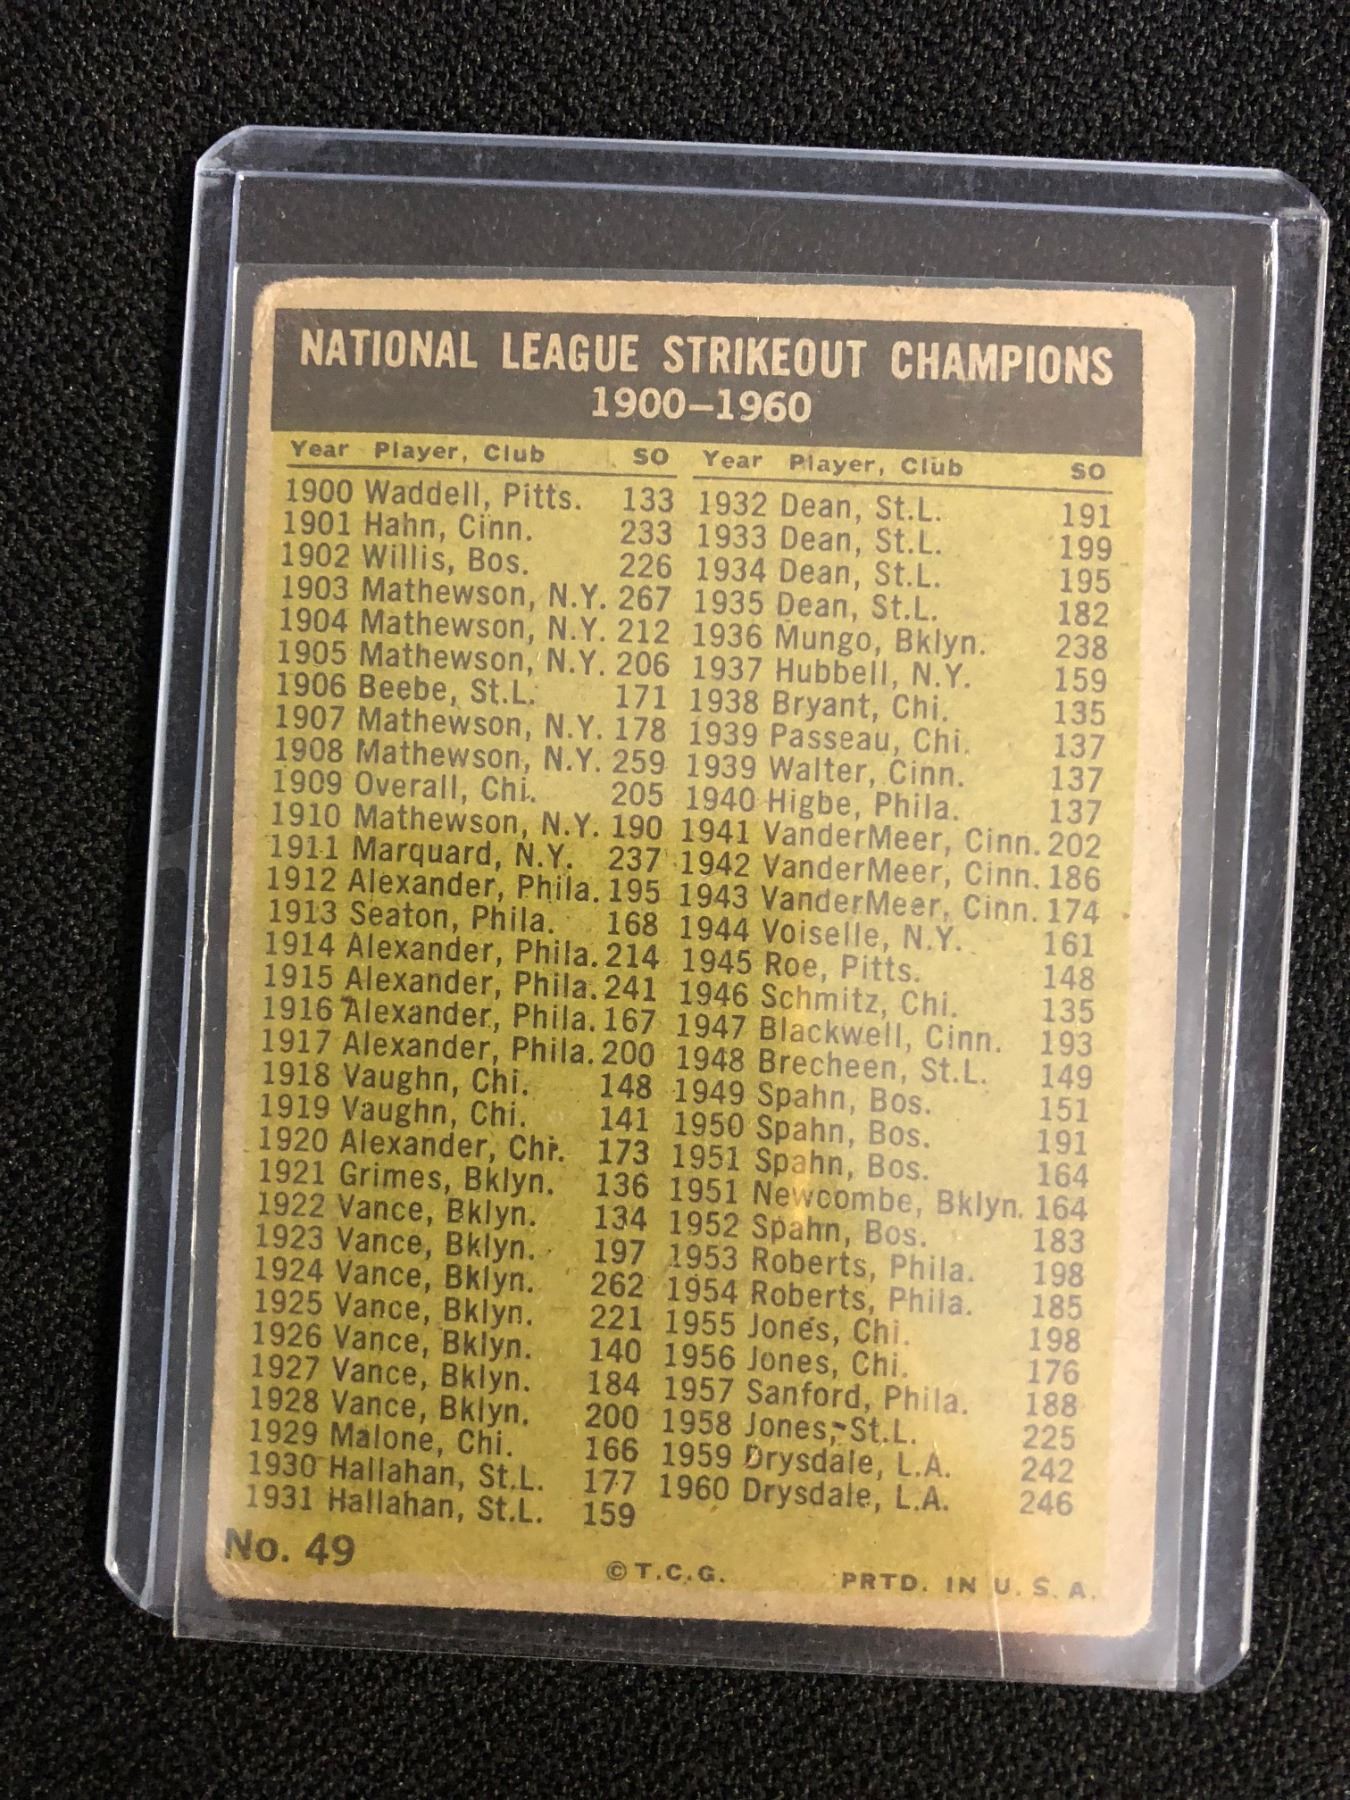 NATIONAL LEAGUE STRIKEOUT CHAMPIONS
1900–1960
Year Player, Club SO
1900 Waddell, Pitts. 133
1901 Hahn, Cinn. 233
1902 Willis, Bos. 226
1903 Mathewson, N.Y. 267
1904 Mathewson, N.Y. 212
1905 Mathewson, N.Y. 206
1906 Beebe, St.L. 171
1907 Mathewson, N.Y. 178
1908 Mathewson, N.Y. 259
1909 Overall, Chi. 205
1910 Mathewson, N.Y. 190
1911 Marquard, N.Y. 237
1912 Alexander, Phila. 195
1913 Seaton, Phila. 168
1914 Alexander, Phila. 214
1915 Alexander, Phila. 241
1916 Alexander, Phila. 167
1917 Alexander, Phila. 200
1918 Vaughn, Chi. 148
1919 Vaughn, Chi. 141
1920 Alexander, Chi. 173
1921 Grimes, Bklyn. 136
1922 Vance, Bklyn. 134
1923 Vance, Bklyn. 197
1924 Vance, Bklyn. 262
1925 Vance, Bklyn. 221
1926 Vance, Bklyn. 140
1927 Vance, Bklyn. 184
1928 Vance, Bklyn. 200
1929 Malone, Chi. 166
1930 Hallahan, St.L. 177
1931 Hallahan, St.L. 159
Year Player, Club SO
1932 Dean, St.L. 191
1933 Dean, St.L. 199
1934 Dean, St.L. 195
1935 Dean, St.L. 182
1936 Mungo, Bklyn. 238
1937 Hubbell, N.Y. 159
1938 Bryant, Chi. 135
1939 Passeau, Chi. 137
1939 Walter, Cinn. 137
1940 Higbe, Phila. 137
1941 VanderMeer, Cinn. 202
1942 VanderMeer, Cinn. 186
1943 VanderMeer, Cinn. 174
1944 Voiselle, N.Y. 161
1945 Roe, Pitts. 148
1946 Schmitz, Chi. 135
1947 Blackwell, Cinn. 193
1948 Brecheen, St.L. 149
1949 Spahn, Bos. 151
1950 Spahn, Bos. 191
1951 Spahn, Bos. 164
1951 Newcombe, Bklyn. 164
1952 Spahn, Bos. 183
1953 Roberts, Phila. 198
1954 Roberts, Phila. 185
1955 Jones, Chi. 198
1956 Jones, Chi. 176
1957 Sanford, Phila. 188
1958 Jones, St.L. 225
1959 Drysdale, L.A. 242
1960 Drysdale, L.A. 246
No. 49
© T.C.G.
PRTD. IN U. S. A.